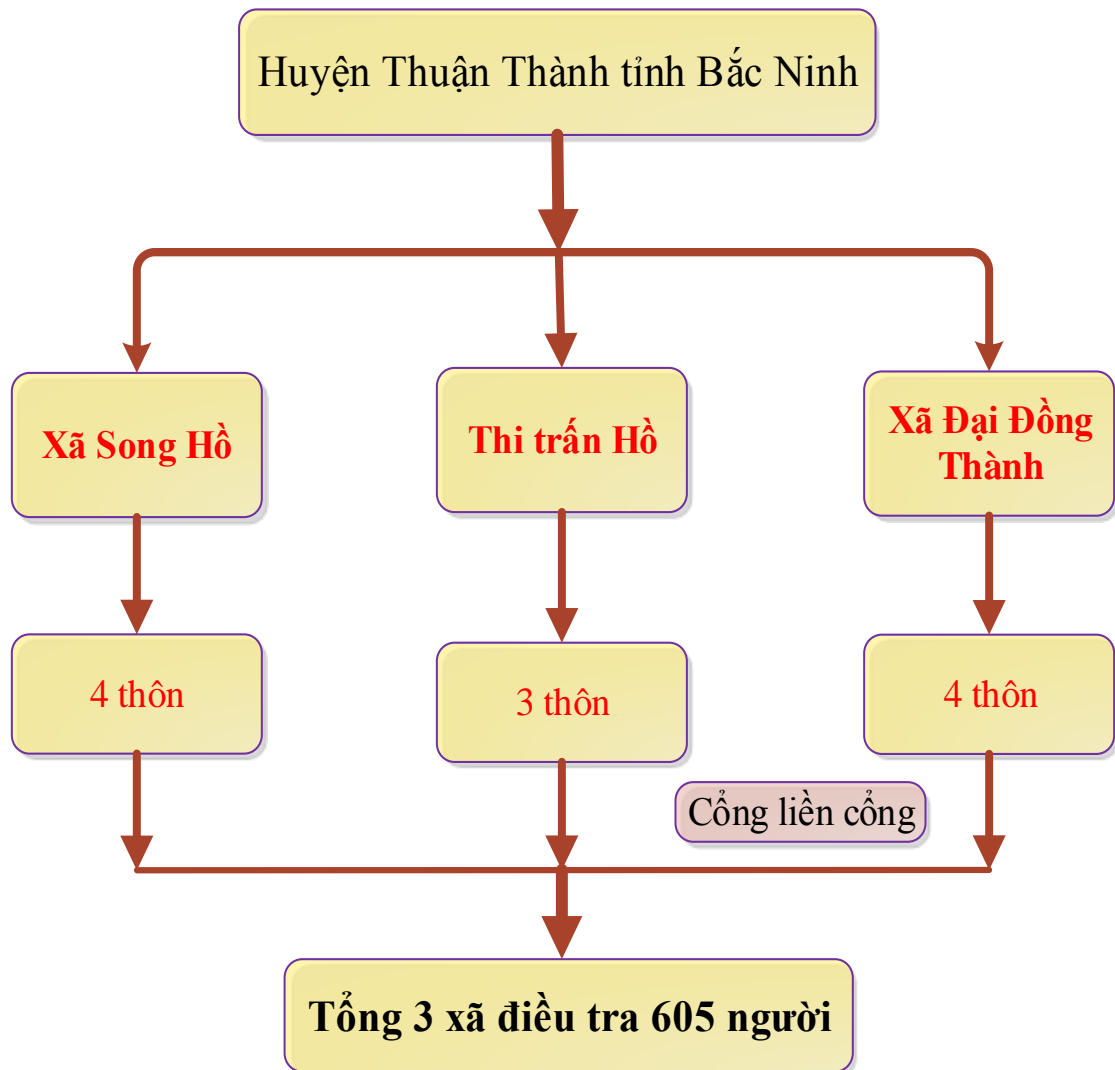 Huyện Thuận Thành tỉnh Bắc Ninh
Xã Song Hồ
Thi trấn Hồ
Xã Đại Đồng
Thành
4 thôn
3 thôn
4 thôn
Cổng liền cổng
Tổng 3 xã điều tra 605 người